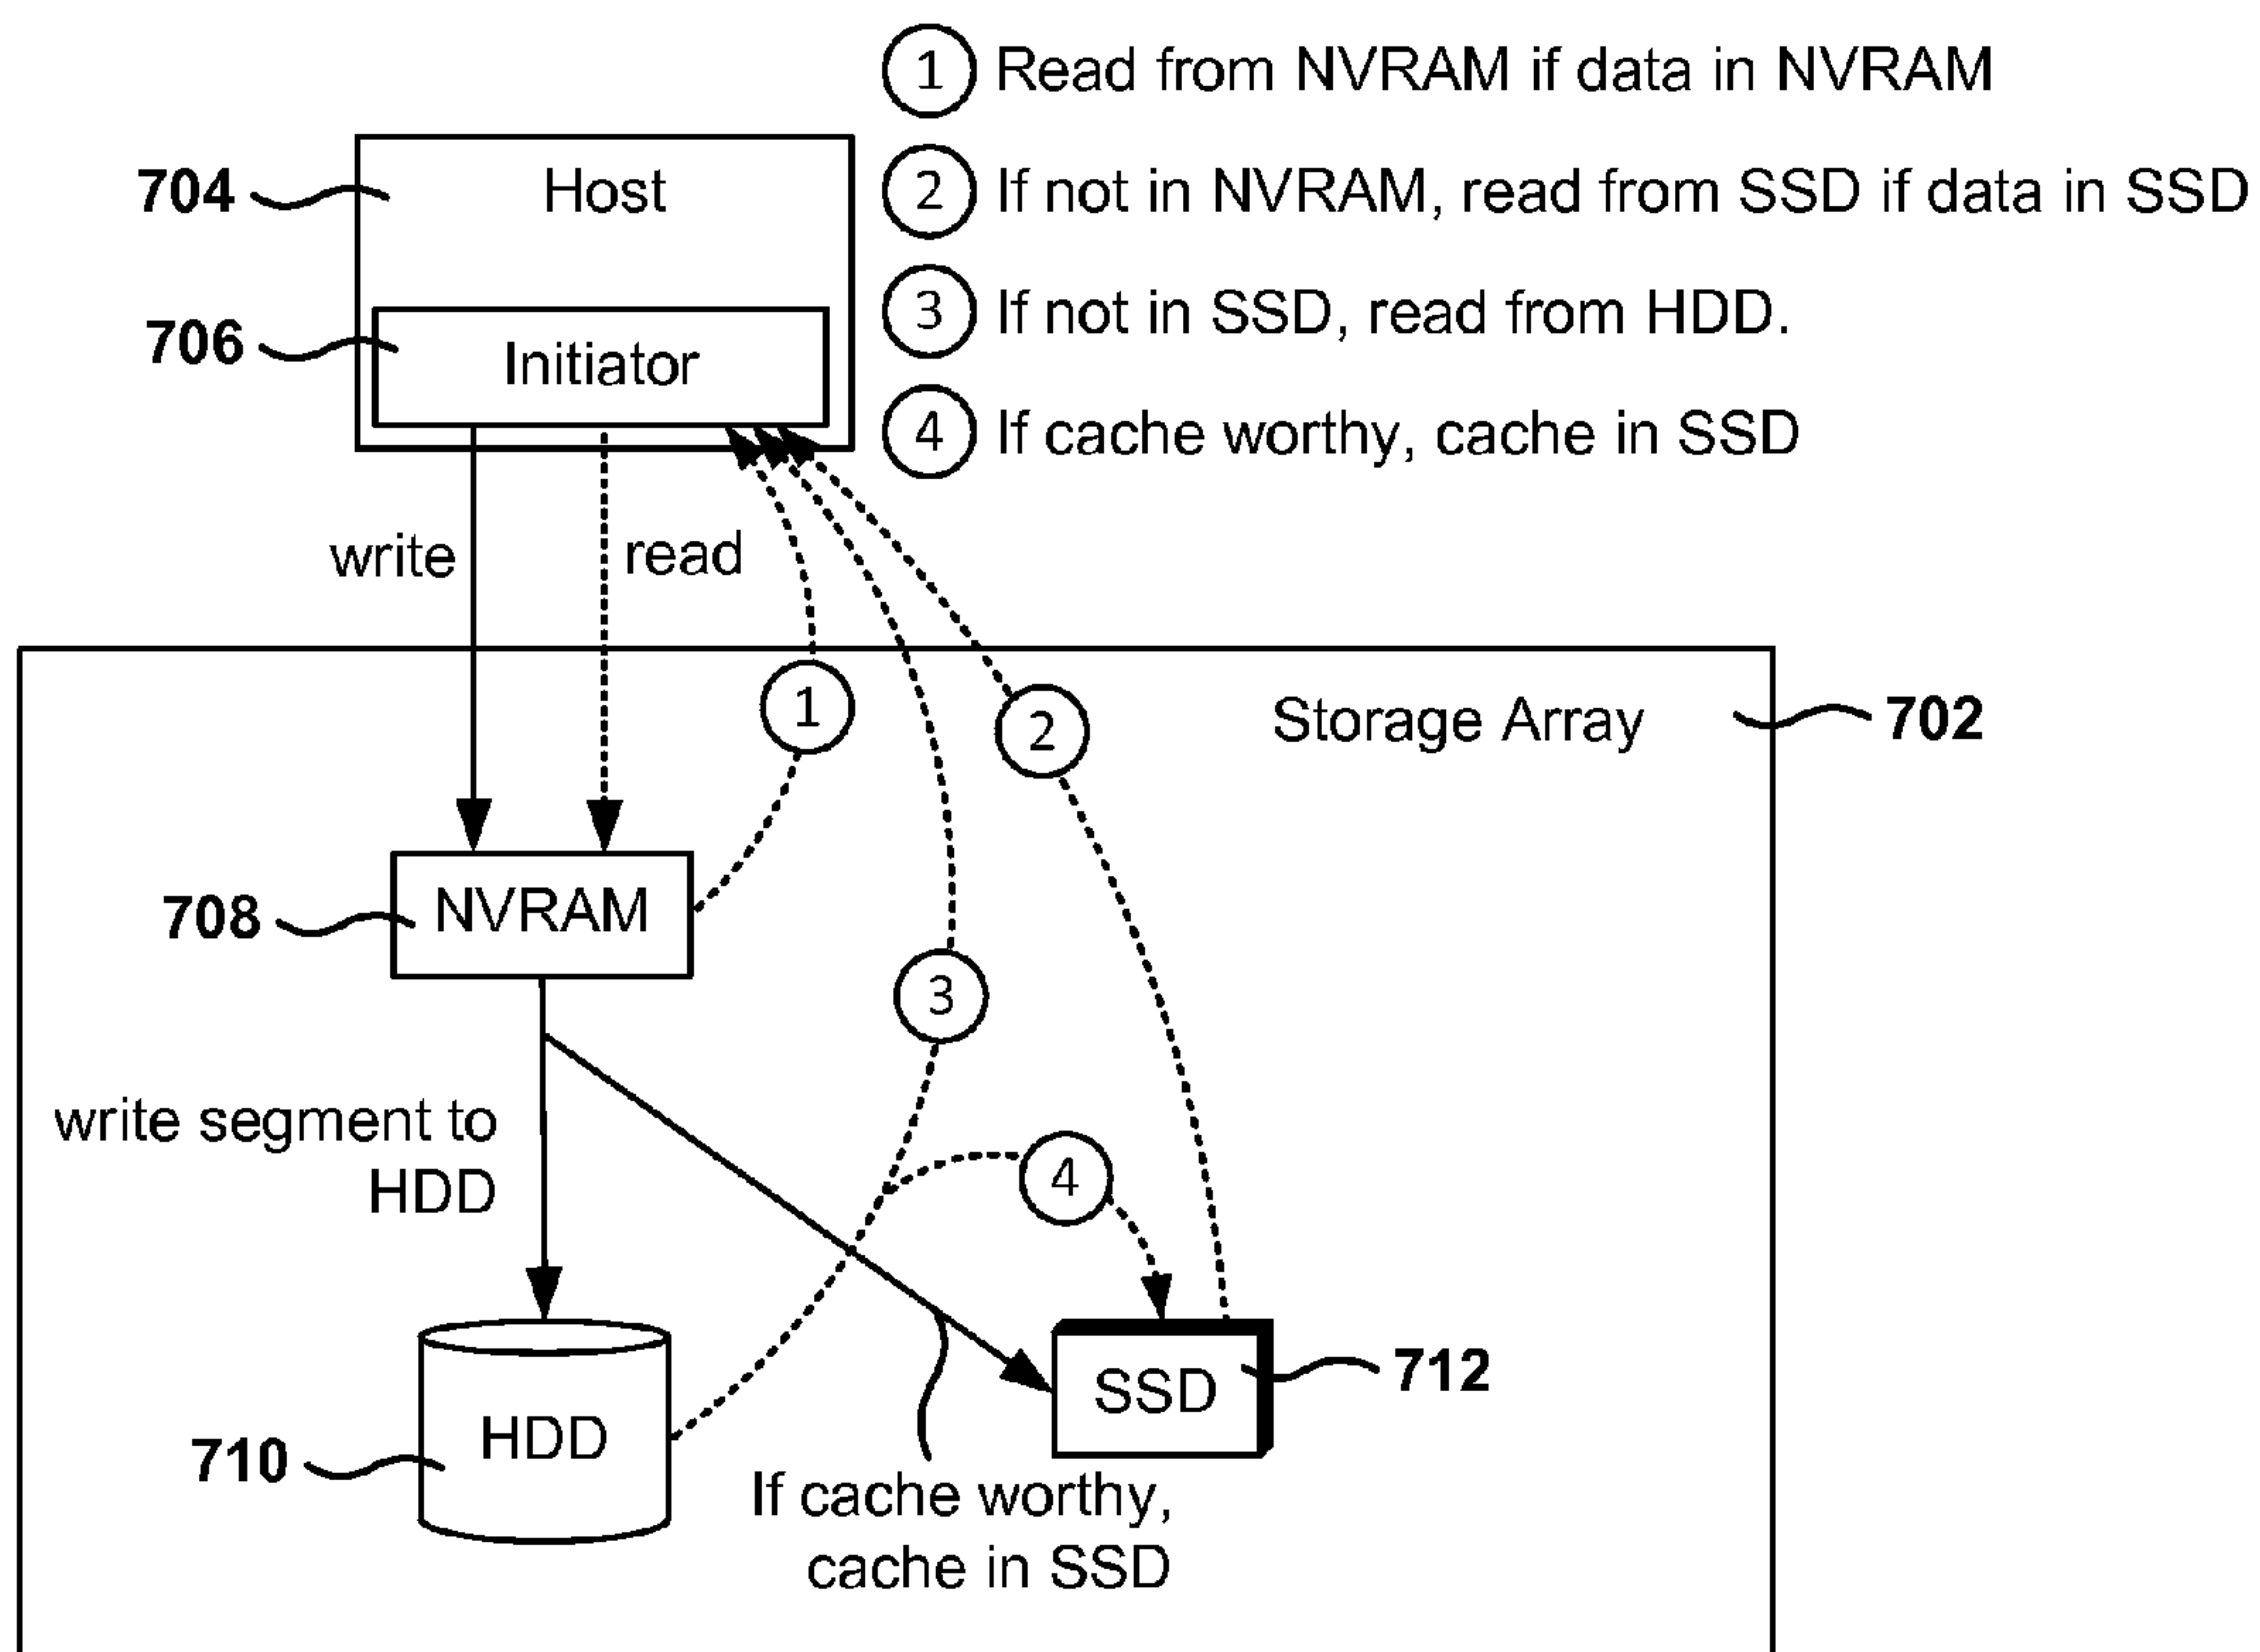 1 Read from NVRAM if data in NVRAM
2 If not in NVRAM, read from SSD if data in SSD
3 If not in SSD, read from HDD.
4 If cache worthy, cache in SSD
704
Host
706
Initiator
write
read
1
2
Storage Array
702
708
NVRAM
3
write segment to
HDD
4
710
HDD
SSD
712
If cache worthy,
cache in SSD